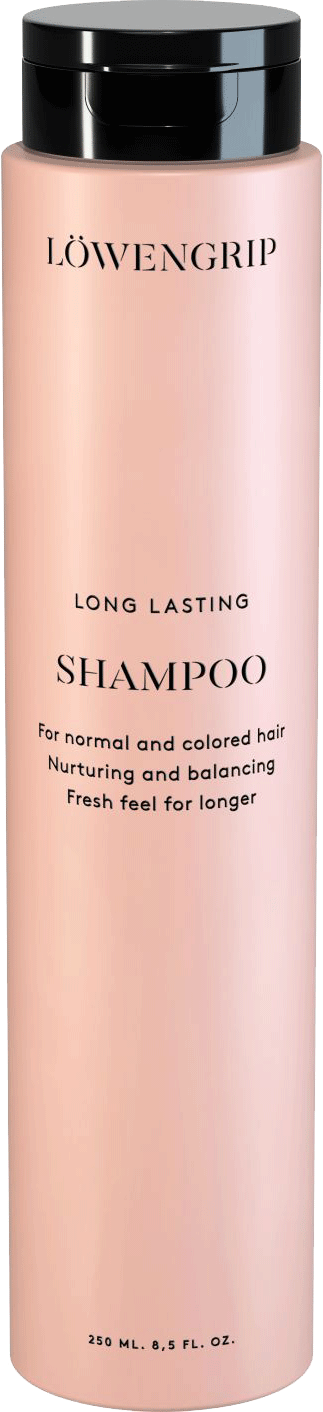 LÖWENGRIP
LONG LASTING
SHAMPOO
For normal and colored hair
Nurturing and balancing
Fresh feel for longer
250 ML. 8,5 FL. OZ.